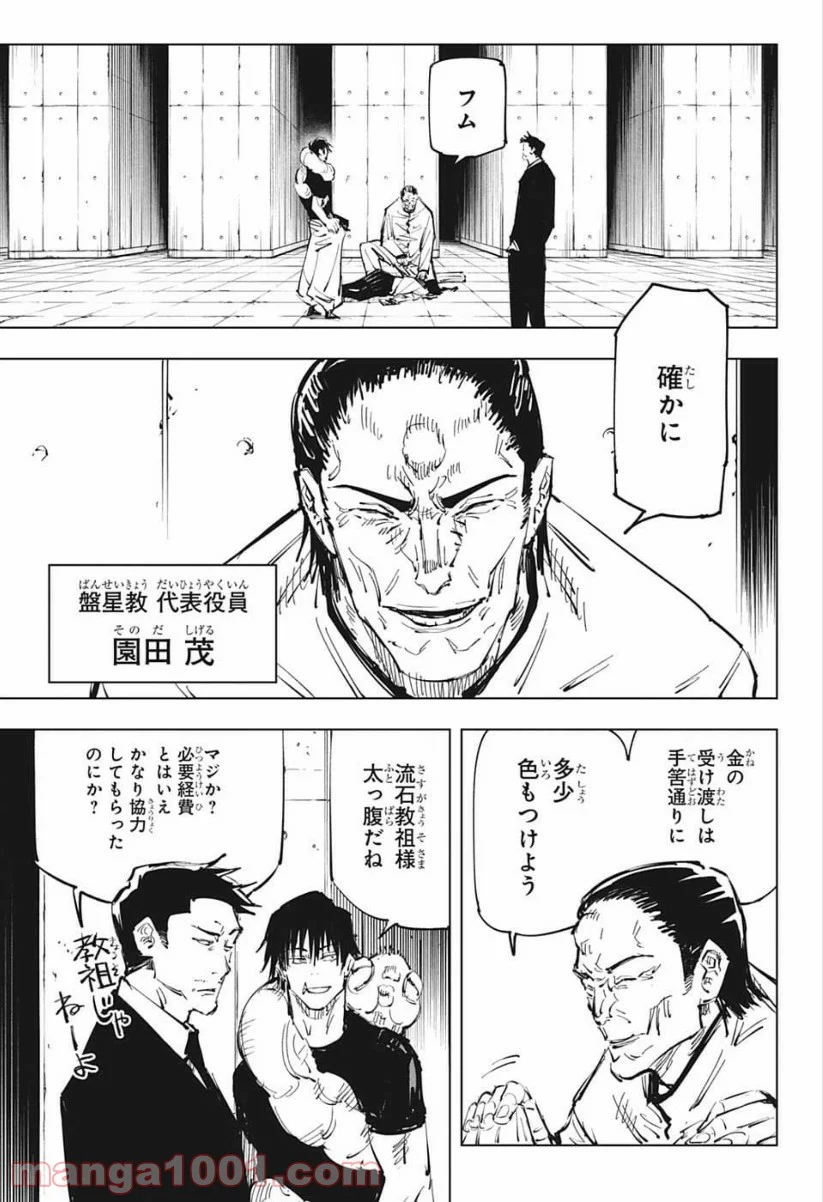 フム
確かに
盤星教 代表役員
園田 茂
金の
受け渡しは
手筈通りに
多少
色もつけよう
流石教祖様
太っ腹だね
マジか?
必要経費
とはいえ
かなり協力
してもらった
のにか?
教祖じゃ
ねーよ
manga1001.com